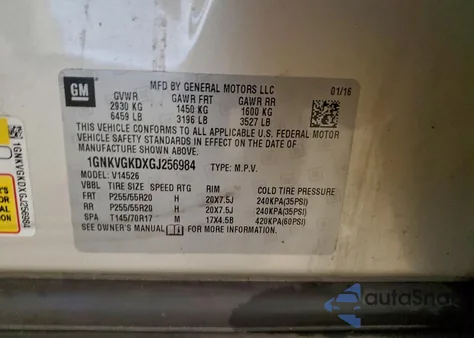 GM
MFD BY GENERAL MOTORS LLC
01/16
GVWR GAWR FRT GAWR RR
2930 KG 1450 KG 1600 KG
6459 LB 3196 LB 3527 LB
THIS VEHICLE CONFORMS TO ALL APPLICABLE U.S. FEDERAL MOTOR
VEHICLE SAFETY STANDARDS IN EFFECT ON THE DATE OF
MANUFACTURE SHOWN ABOVE.
1GNKVGKDXGJ256984 TYPE: M.P.V.
MODEL: V14526
VBBL TIRE SIZE SPEED RTG RIM COLD TIRE PRESSURE
FRT P255/55R20 H 20X7.5J 240KPA(35PSI)
RR P255/55R20 H 20X7.5J 240KPA(35PSI)
SPA T145/70R17 M 17X4.5B 420KPA(60PSI)
SEE OWNER'S MANUAL FOR MORE INFORMATION.
1GNKVGKDXGJ256984
autoSnap